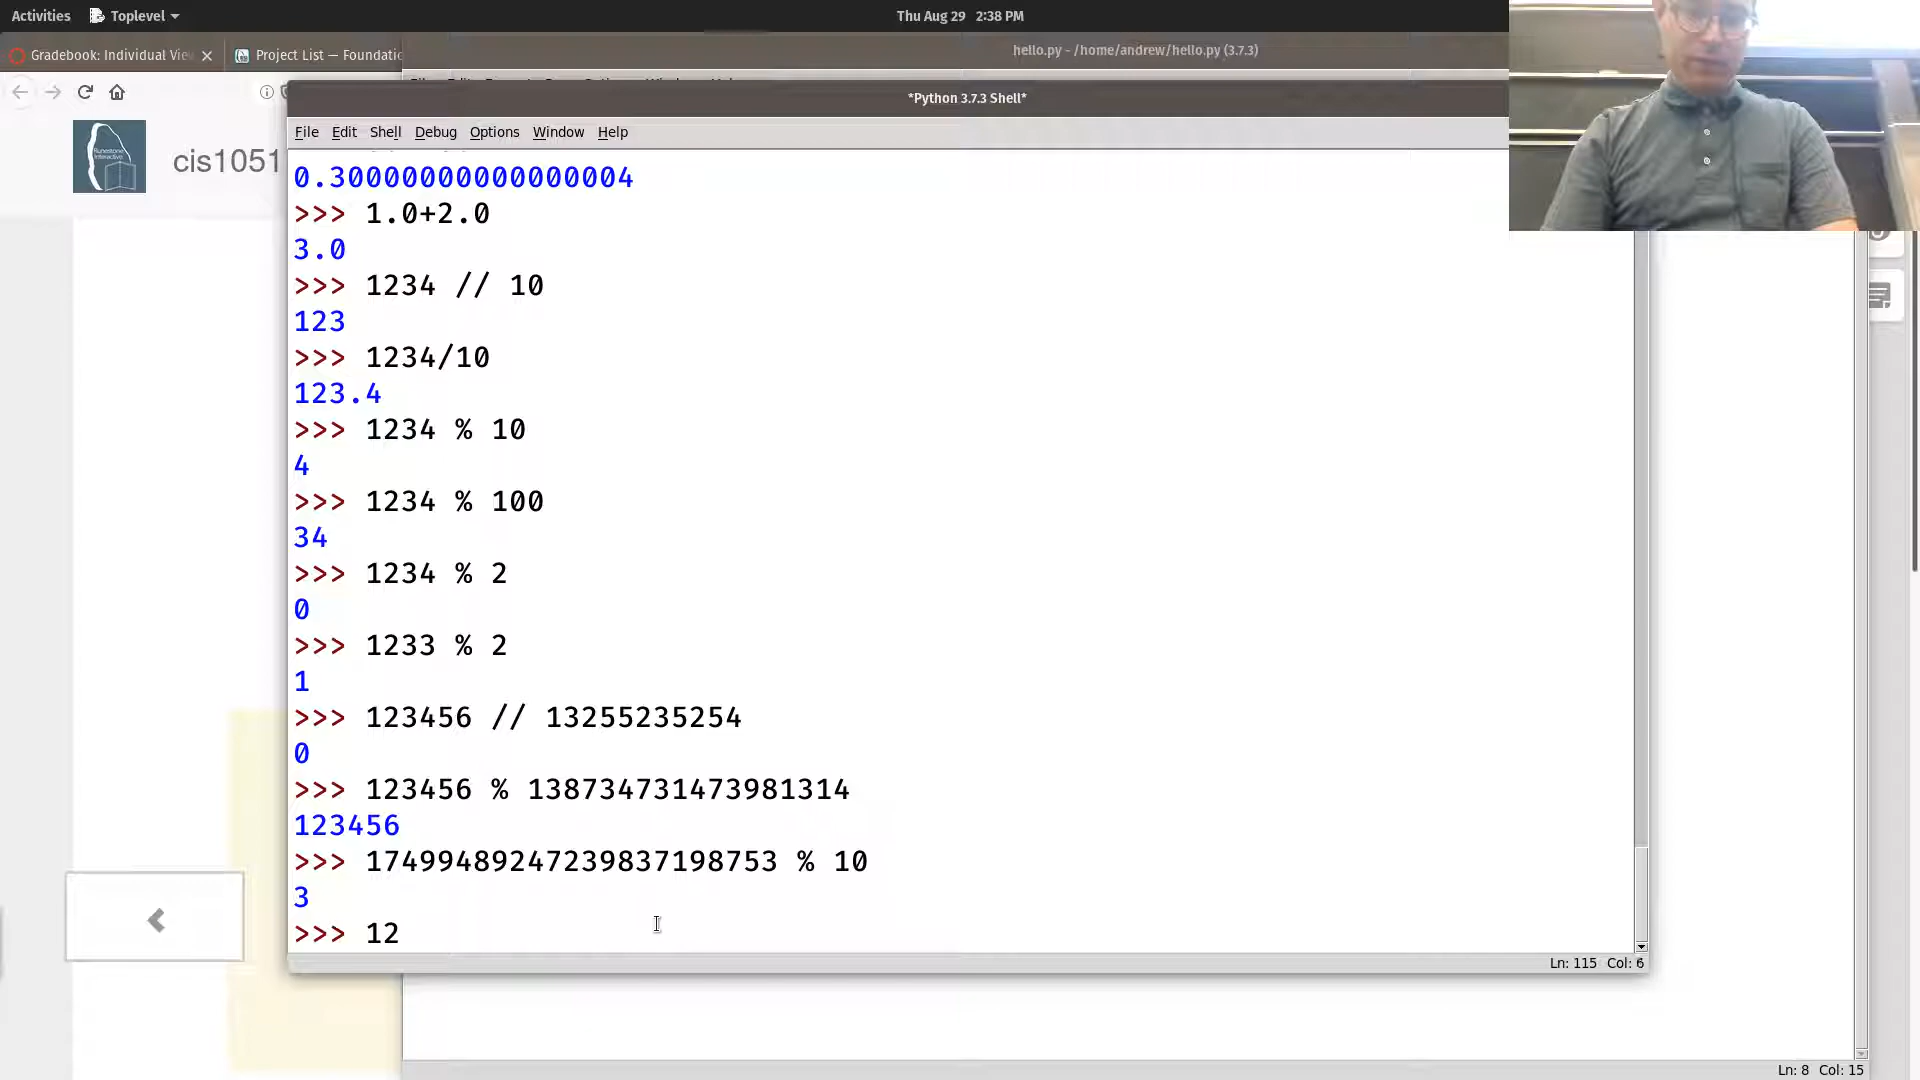 Activities Toplevel Thu Aug 29 2:38 PM
Gradebook: Individual Vie
Project List — Foundatio
hello.py - /home/andrew/hello.py (3.7.3)
*Python 3.7.3 Shell*
File Edit Shell Debug Options Window Help
Runestone Interactive
cis1051
0.30000000000000004
>>> 1.0+2.0
3.0
>>> 1234 // 10
123
>>> 1234/10
123.4
>>> 1234 % 10
4
>>> 1234 % 100
34
>>> 1234 % 2
0
>>> 1233 % 2
1
>>> 123456 // 13255235254
0
>>> 123456 % 138734731473981314
123456
>>> 17499489247239837198753 % 10
3
>>> 12
Ln: 115 Col: 6
Ln: 8 Col: 15